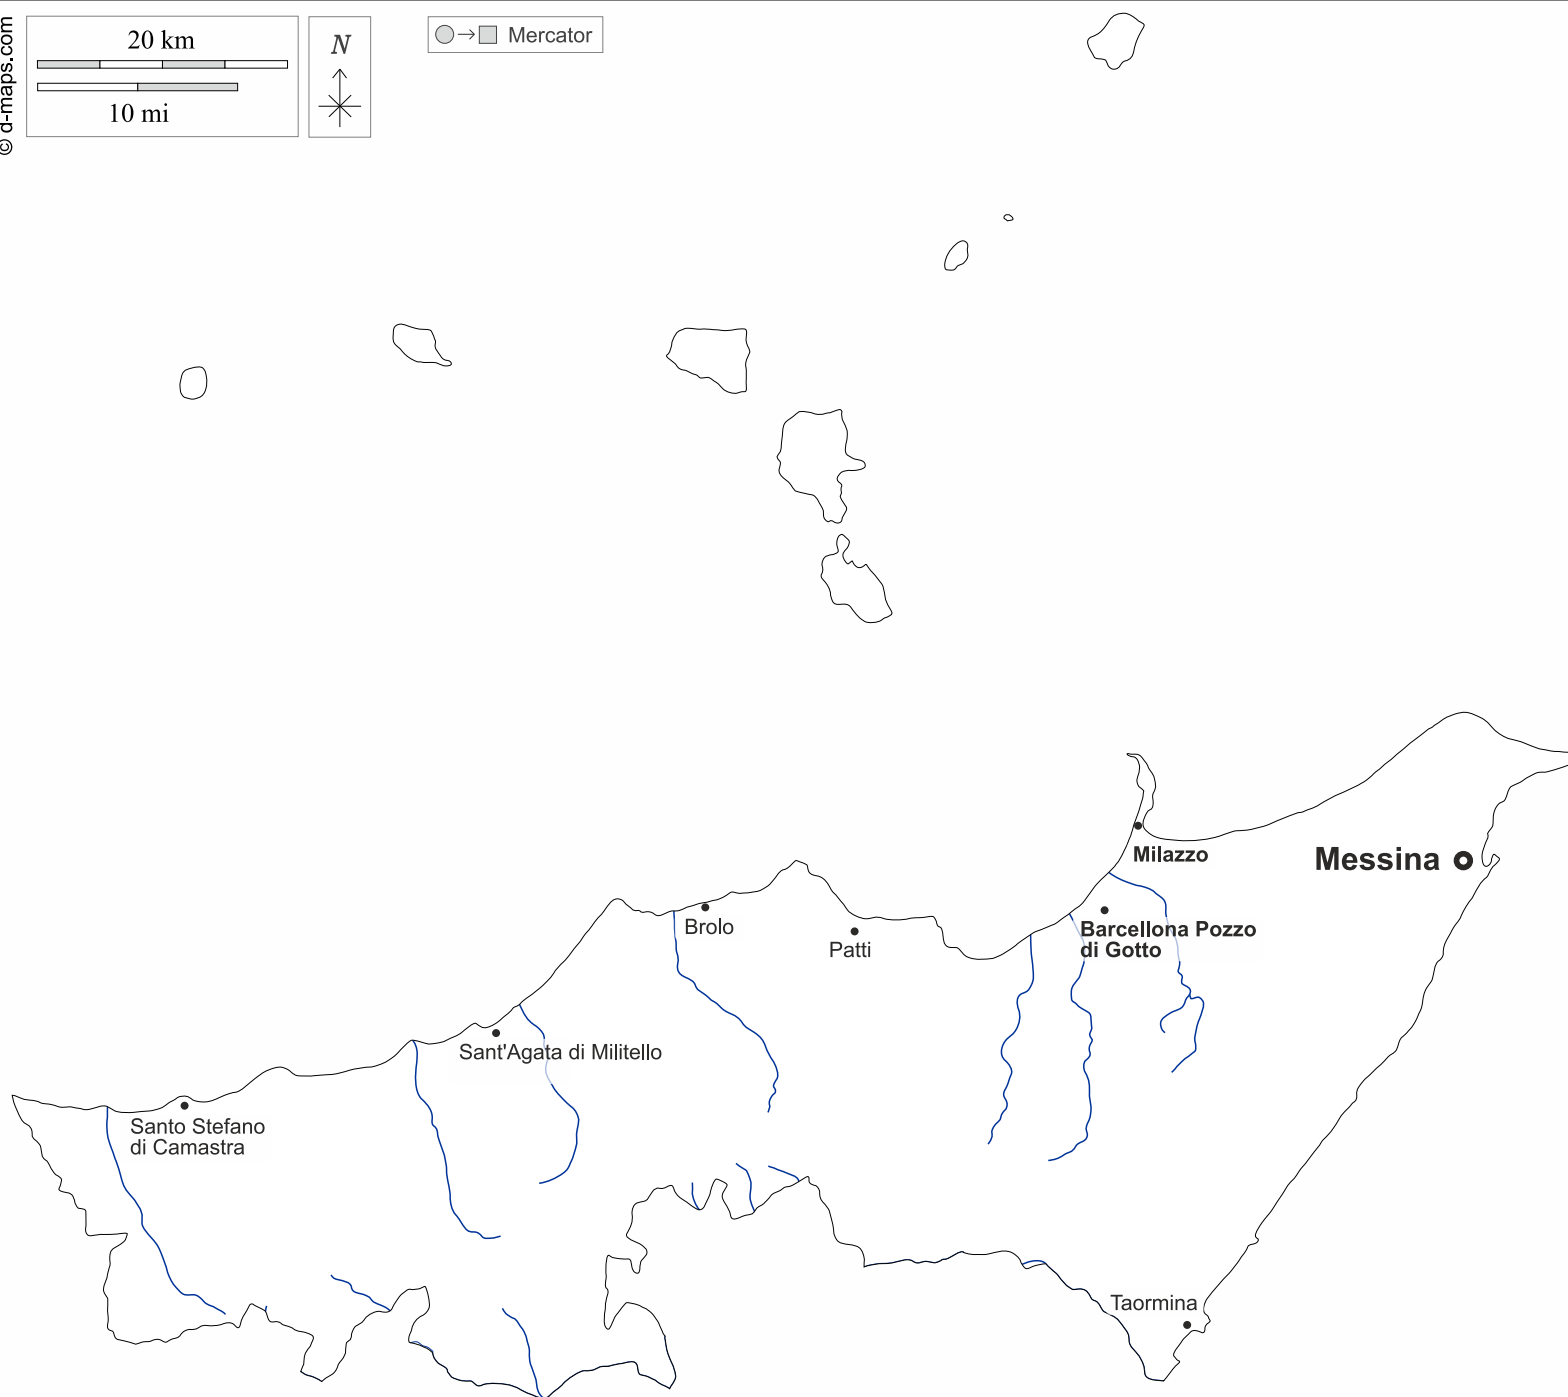 © d-maps.com
20 km
10 mi
N
Mercator
Milazzo
Messina
Barcellona Pozzo
di Gotto
Brolo
Patti
Sant'Agata di Militello
Santo Stefano
di Camastra
Taormina